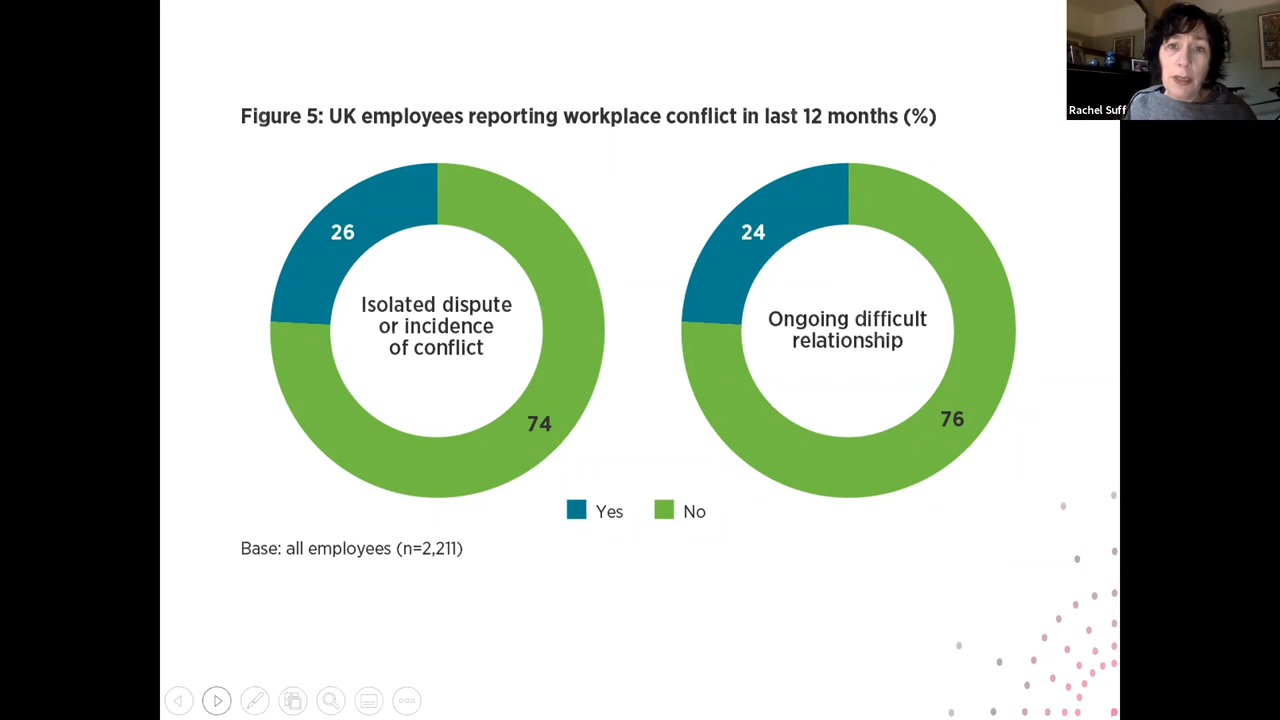 Rachel Suff
Figure 5: UK employees reporting workplace conflict in last 12 months (%)
26
Isolated dispute
or incidence
of conflict
74
24
Ongoing difficult
relationship
76
Yes
No
Base: all employees (n=2,211)